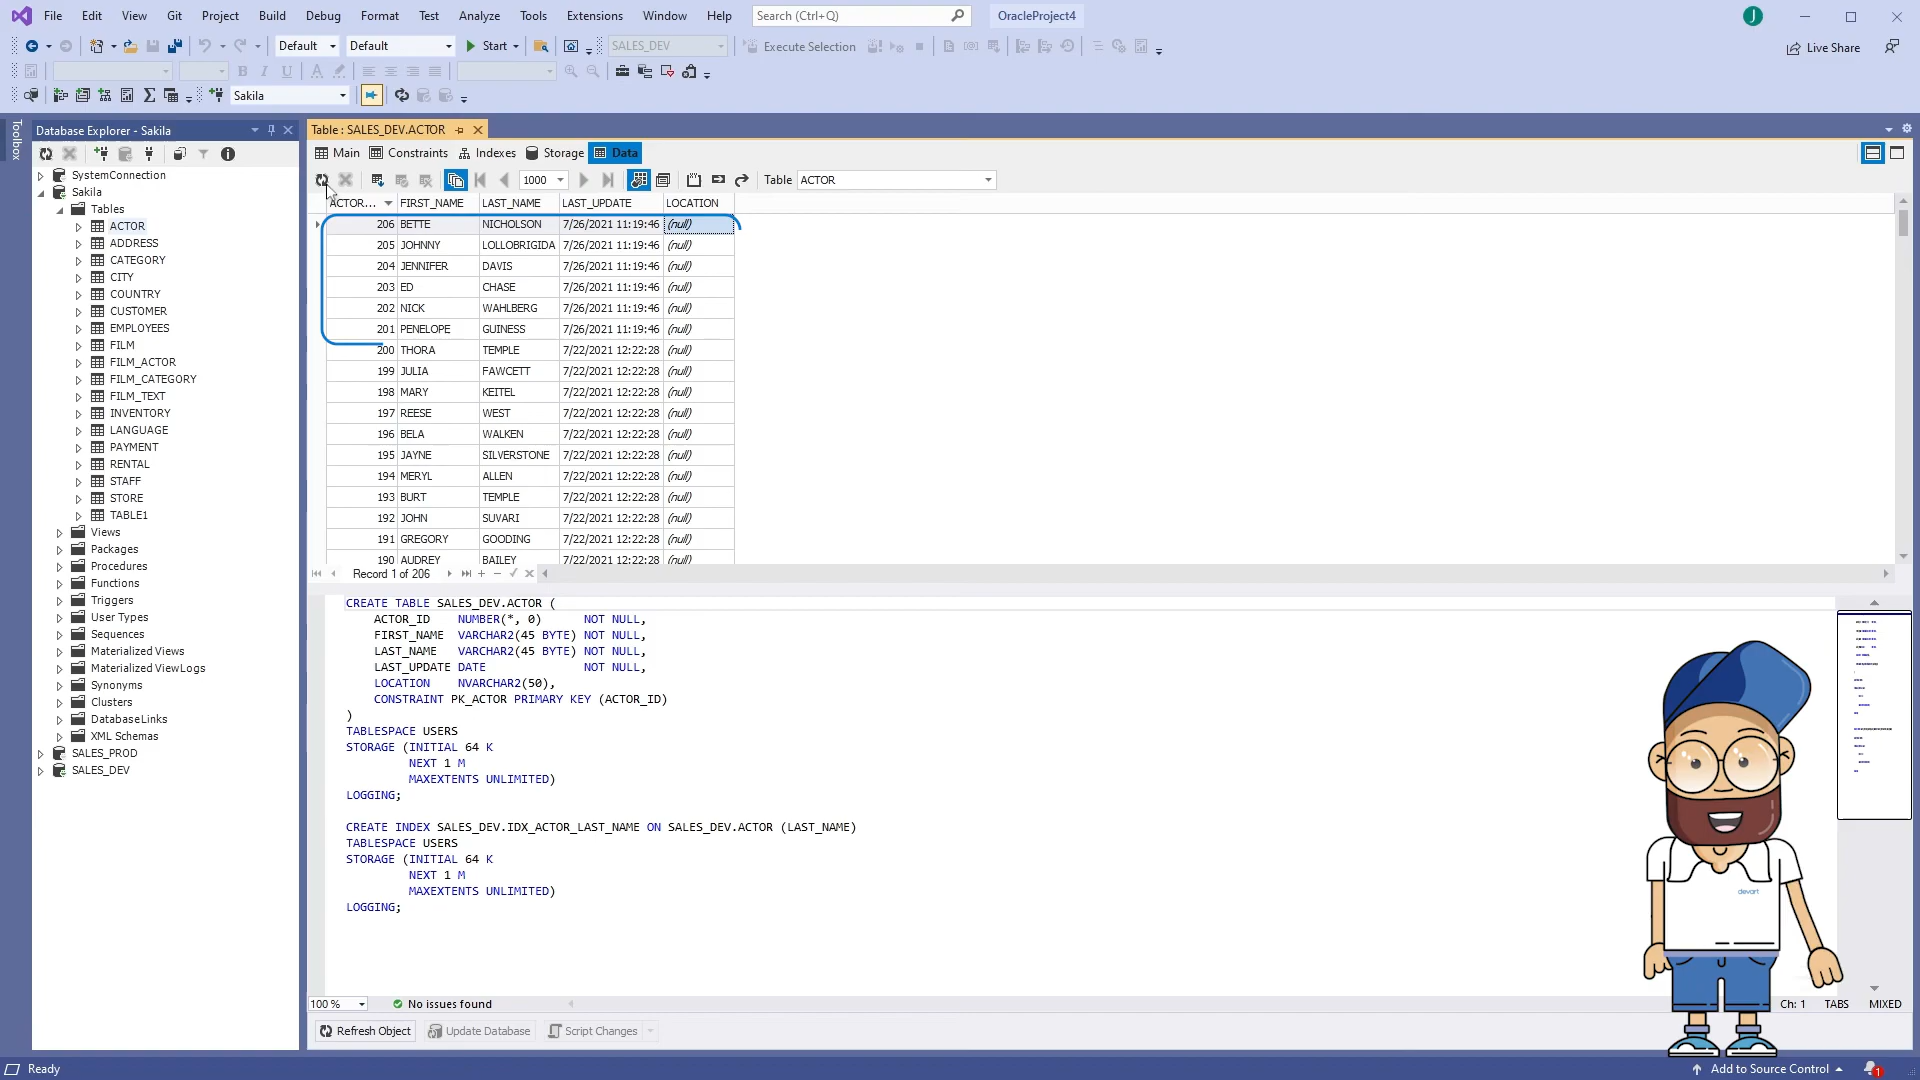 File Edit View Git Project Build Debug Format Test Analyze Tools Extensions Window Help Search (Ctrl+Q) OracleProject4 J
Default Default Start SALES_DEV Execute Selection Live Share
Sakila
Toolbox
Database Explorer - Sakila
SystemConnection
Sakila
Tables
ACTOR
ADDRESS
CATEGORY
CITY
COUNTRY
CUSTOMER
EMPLOYEES
FILM
FILM_ACTOR
FILM_CATEGORY
FILM_TEXT
INVENTORY
LANGUAGE
PAYMENT
RENTAL
STAFF
STORE
TABLE1
Views
Packages
Procedures
Functions
Triggers
User Types
Sequences
Materialized Views
Materialized View Logs
Synonyms
Clusters
Database Links
XML Schemas
SALES_PROD
SALES_DEV
Table : SALES_DEV.ACTOR
Main Constraints Indexes Storage Data
1000 Table ACTOR
ACTOR... FIRST_NAME LAST_NAME LAST_UPDATE LOCATION
206 BETTE NICHOLSON 7/26/2021 11:19:46 (null)
205 JOHNNY LOLLOBRIGIDA 7/26/2021 11:19:46 (null)
204 JENNIFER DAVIS 7/26/2021 11:19:46 (null)
203 ED CHASE 7/26/2021 11:19:46 (null)
202 NICK WAHLBERG 7/26/2021 11:19:46 (null)
201 PENELOPE GUINESS 7/26/2021 11:19:46 (null)
200 THORA TEMPLE 7/22/2021 12:22:28 (null)
199 JULIA FAWCETT 7/22/2021 12:22:28 (null)
198 MARY KEITEL 7/22/2021 12:22:28 (null)
197 REESE WEST 7/22/2021 12:22:28 (null)
196 BELA WALKEN 7/22/2021 12:22:28 (null)
195 JAYNE SILVERSTONE 7/22/2021 12:22:28 (null)
194 MERYL ALLEN 7/22/2021 12:22:28 (null)
193 BURT TEMPLE 7/22/2021 12:22:28 (null)
192 JOHN SUVARI 7/22/2021 12:22:28 (null)
191 GREGORY GOODING 7/22/2021 12:22:28 (null)
190 AUDREY BAILEY 7/22/2021 12:22:28 (null)
Record 1 of 206
CREATE TABLE SALES_DEV.ACTOR (
ACTOR_ID NUMBER(*, 0) NOT NULL,
FIRST_NAME VARCHAR2(45 BYTE) NOT NULL,
LAST_NAME VARCHAR2(45 BYTE) NOT NULL,
LAST_UPDATE DATE NOT NULL,
LOCATION NVARCHAR2(50),
CONSTRAINT PK_ACTOR PRIMARY KEY (ACTOR_ID)
)
TABLESPACE USERS
STORAGE (INITIAL 64 K
NEXT 1 M
MAXEXTENTS UNLIMITED)
LOGGING;
CREATE INDEX SALES_DEV.IDX_ACTOR_LAST_NAME ON SALES_DEV.ACTOR (LAST_NAME)
TABLESPACE USERS
STORAGE (INITIAL 64 K
NEXT 1 M
MAXEXTENTS UNLIMITED)
LOGGING;
devart
100 % No issues found Ch: 1 TABS MIXED
Refresh Object Update Database Script Changes
Ready Add to Source Control 1